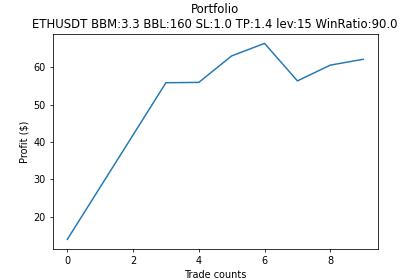 Portfolio
ETHUSDT BBM:3.3 BBL:160 SL:1.0 TP:1.4 lev:15 WinRatio:90.0
60
50
40
30
20
Profit ($)
0 2 4 6 8
Trade counts